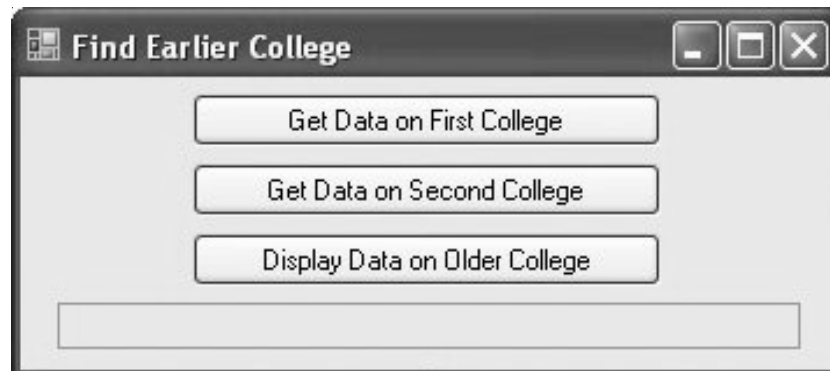 Find Earlier College
Get Data on First College
Get Data on Second College
Display Data on Older College